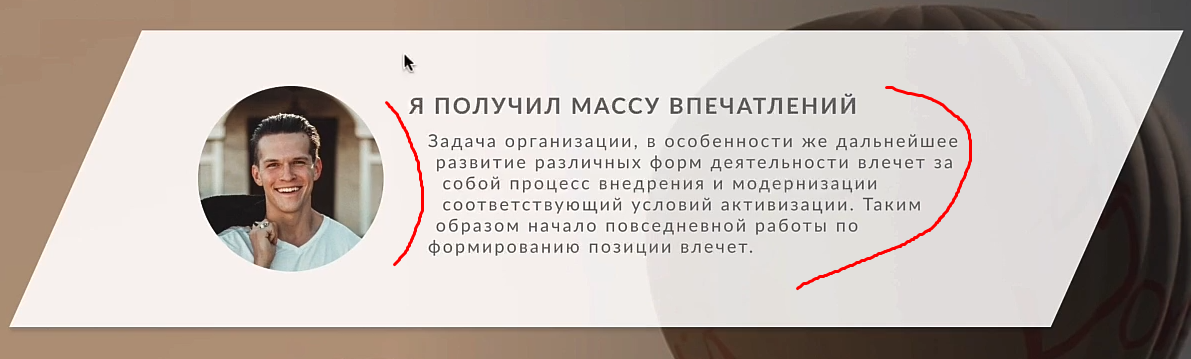 Я ПОЛУЧИЛ МАССУ ВПЕЧАТЛЕНИЙ
Задача организации, в особенности же дальнейшее
развитие различных форм деятельности влечет за
собой процесс внедрения и модернизации
соответствующий условий активизации. Таким
образом начало повседневной работы по
формированию позиции влечет.